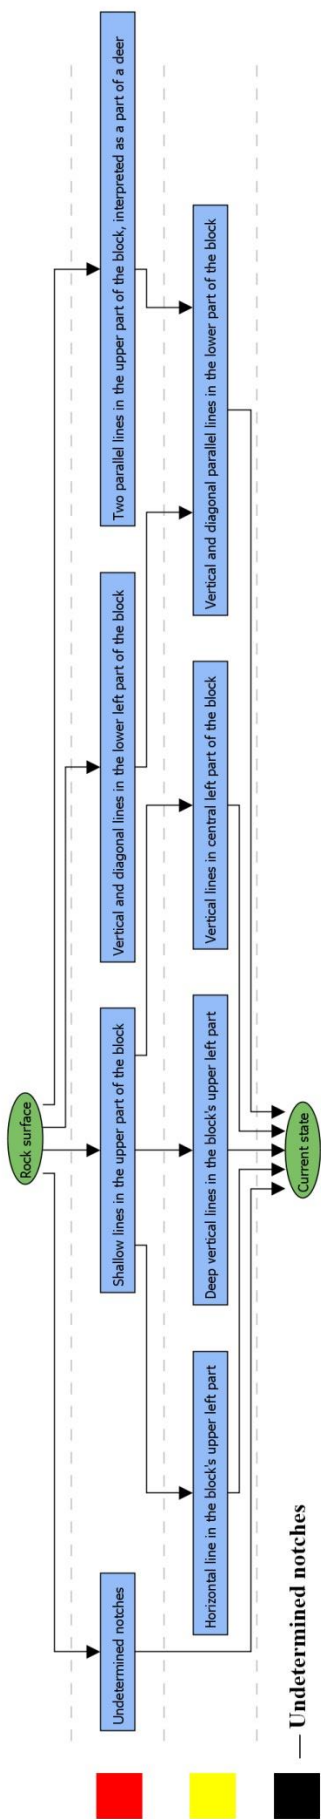 Rock surface
Undetermined notches
Shallow lines in the upper part of the block
Vertical and diagonal lines in the lower left part of the block
Two parallel lines in the upper part of the block, interpreted as a part of a deer
Horizontal line in the block's upper left part
Deep vertical lines in the block's upper left part
Vertical lines in central left part of the block
Vertical and diagonal parallel lines in the lower part of the block
Current state
— Undetermined notches